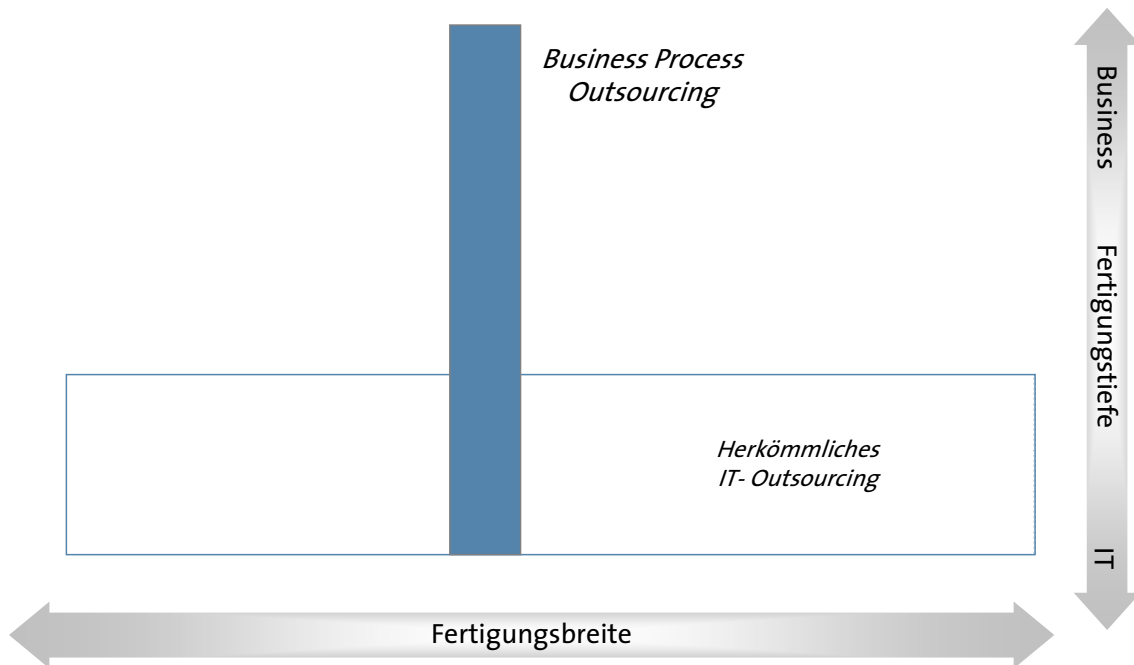 Business Process
Outsourcing
Business
Fertigungstiefe
IT
Herkömmliches
IT- Outsourcing
Fertigungsbreite